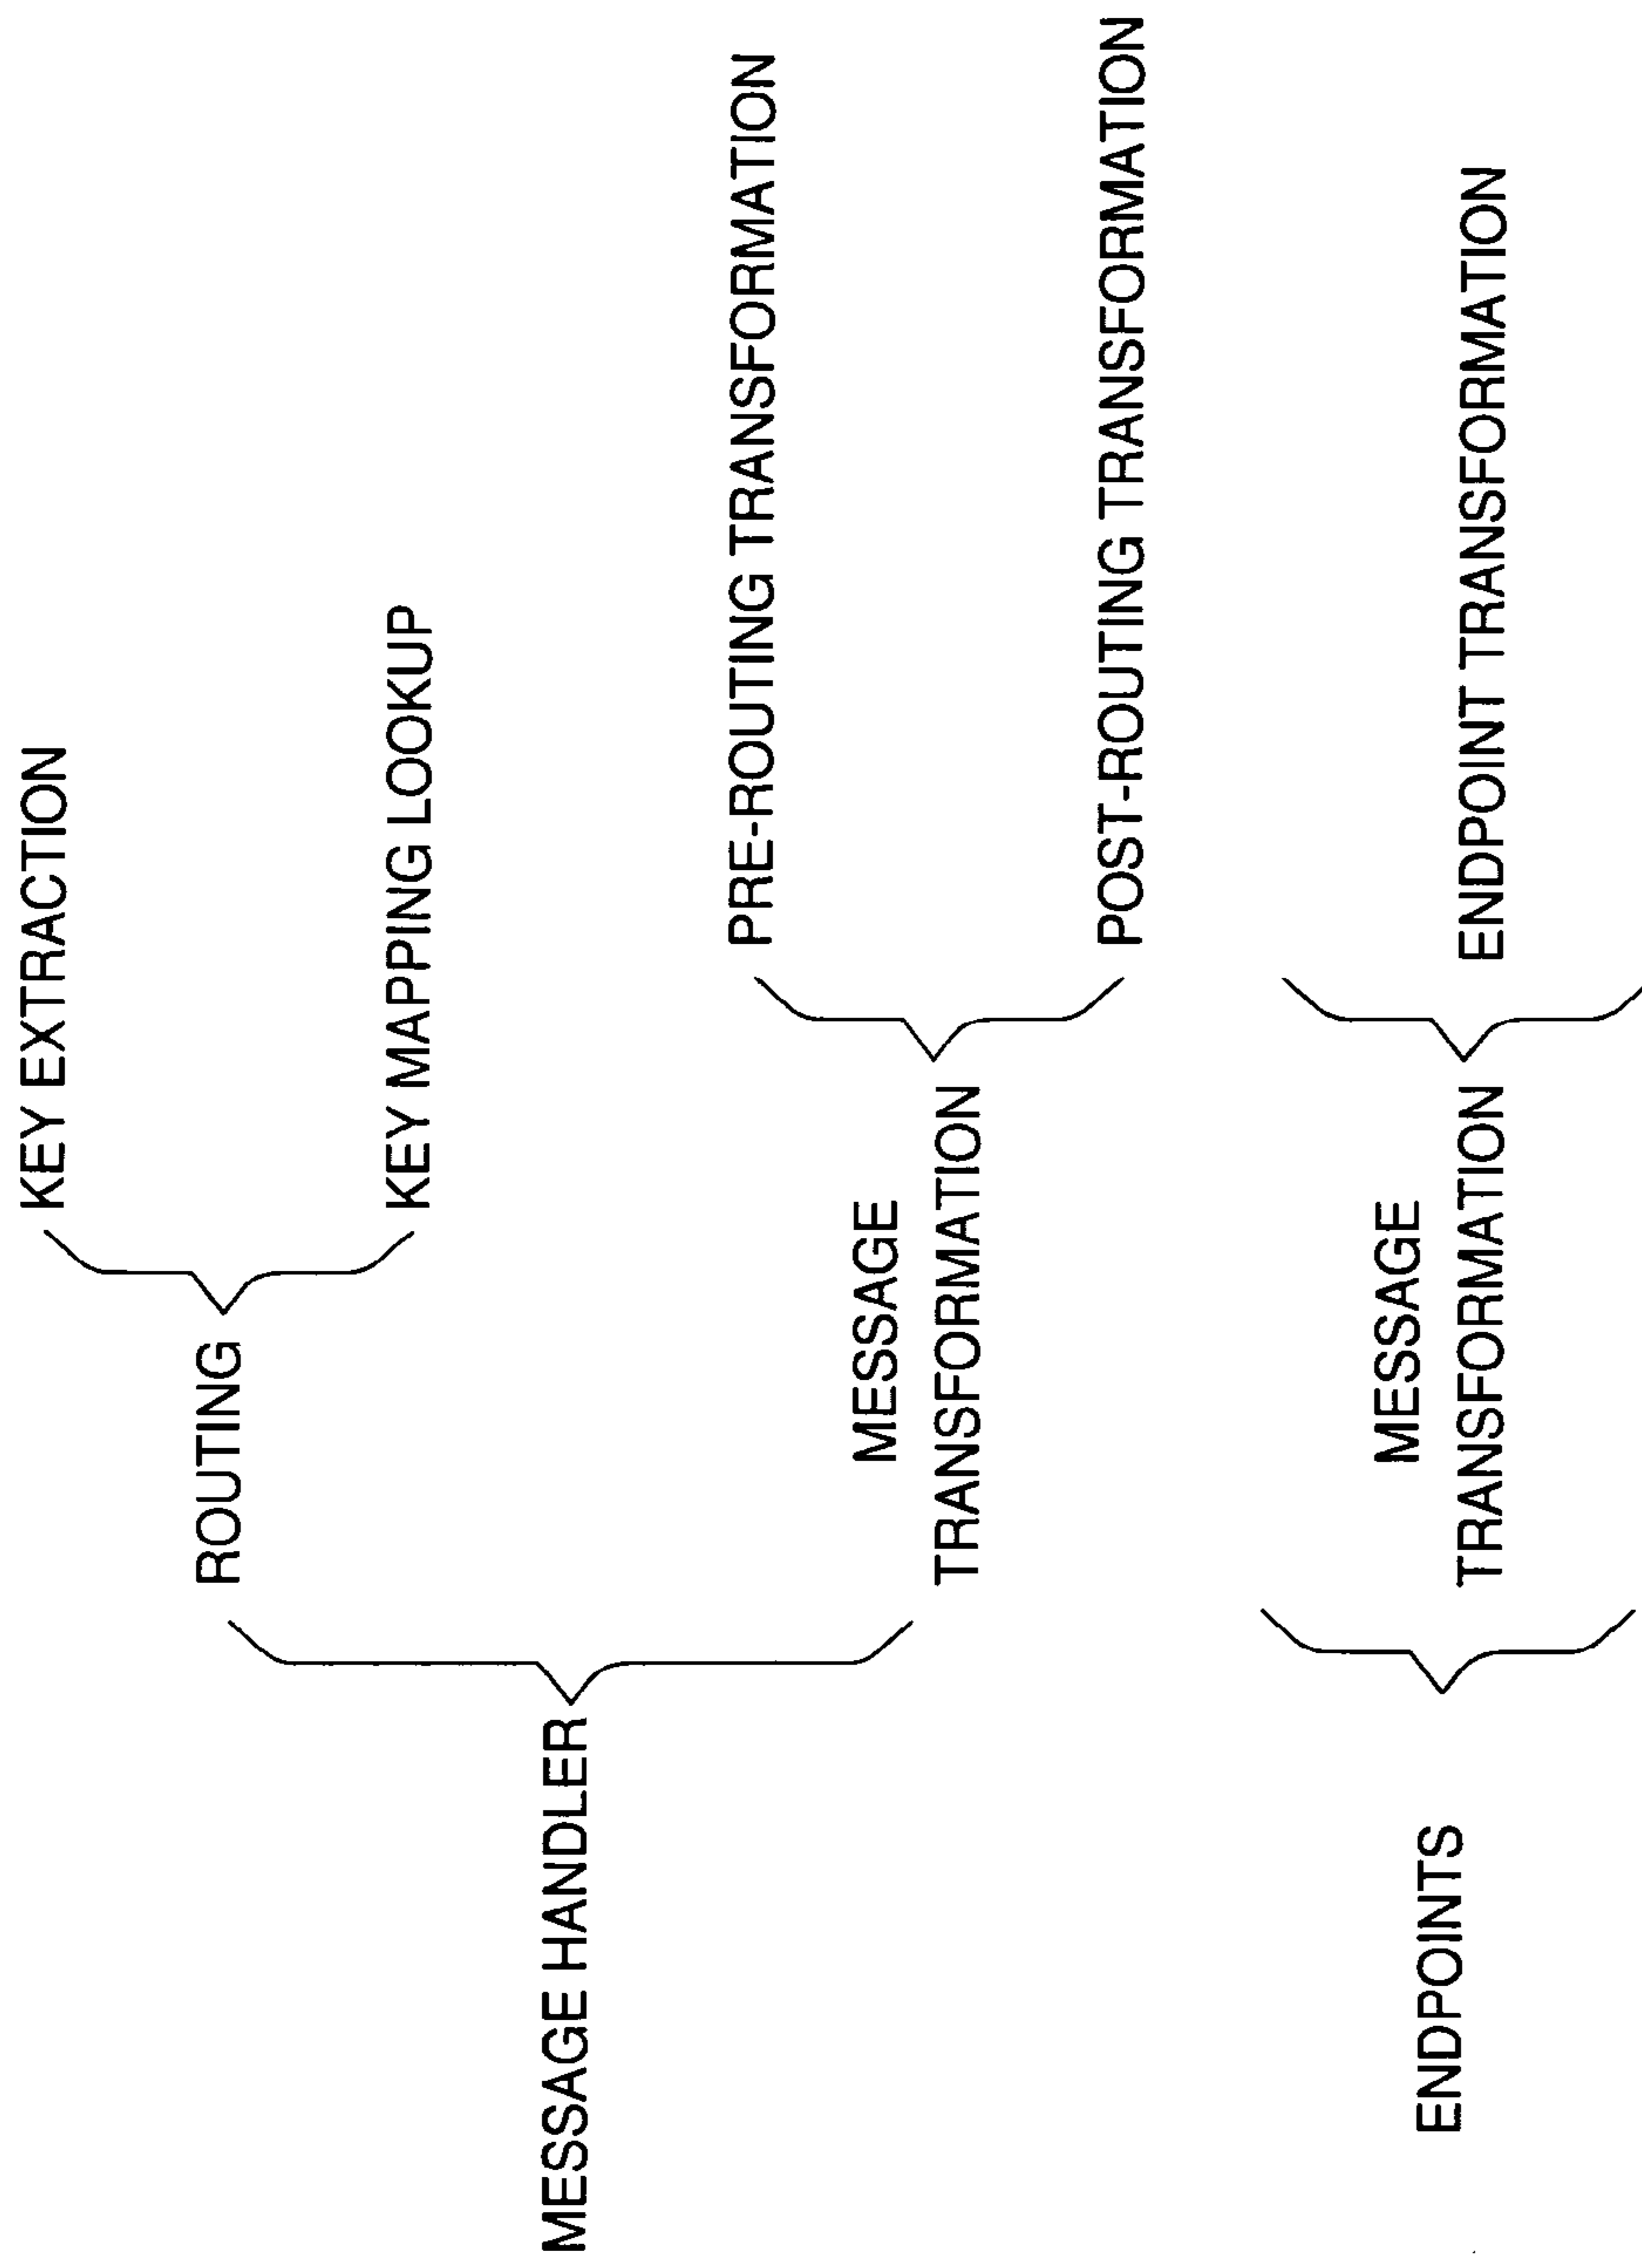 KEY EXTRACTION
ROUTING
KEY MAPPING LOOKUP
MESSAGE HANDLER
PRE-ROUTING TRANSFORMATION
MESSAGE
TRANSFORMATION
POST-ROUTING TRANSFORMATION
MESSAGE
ENDPOINTS
TRANSFORMATION
ENDPOINT TRANSFORMATION